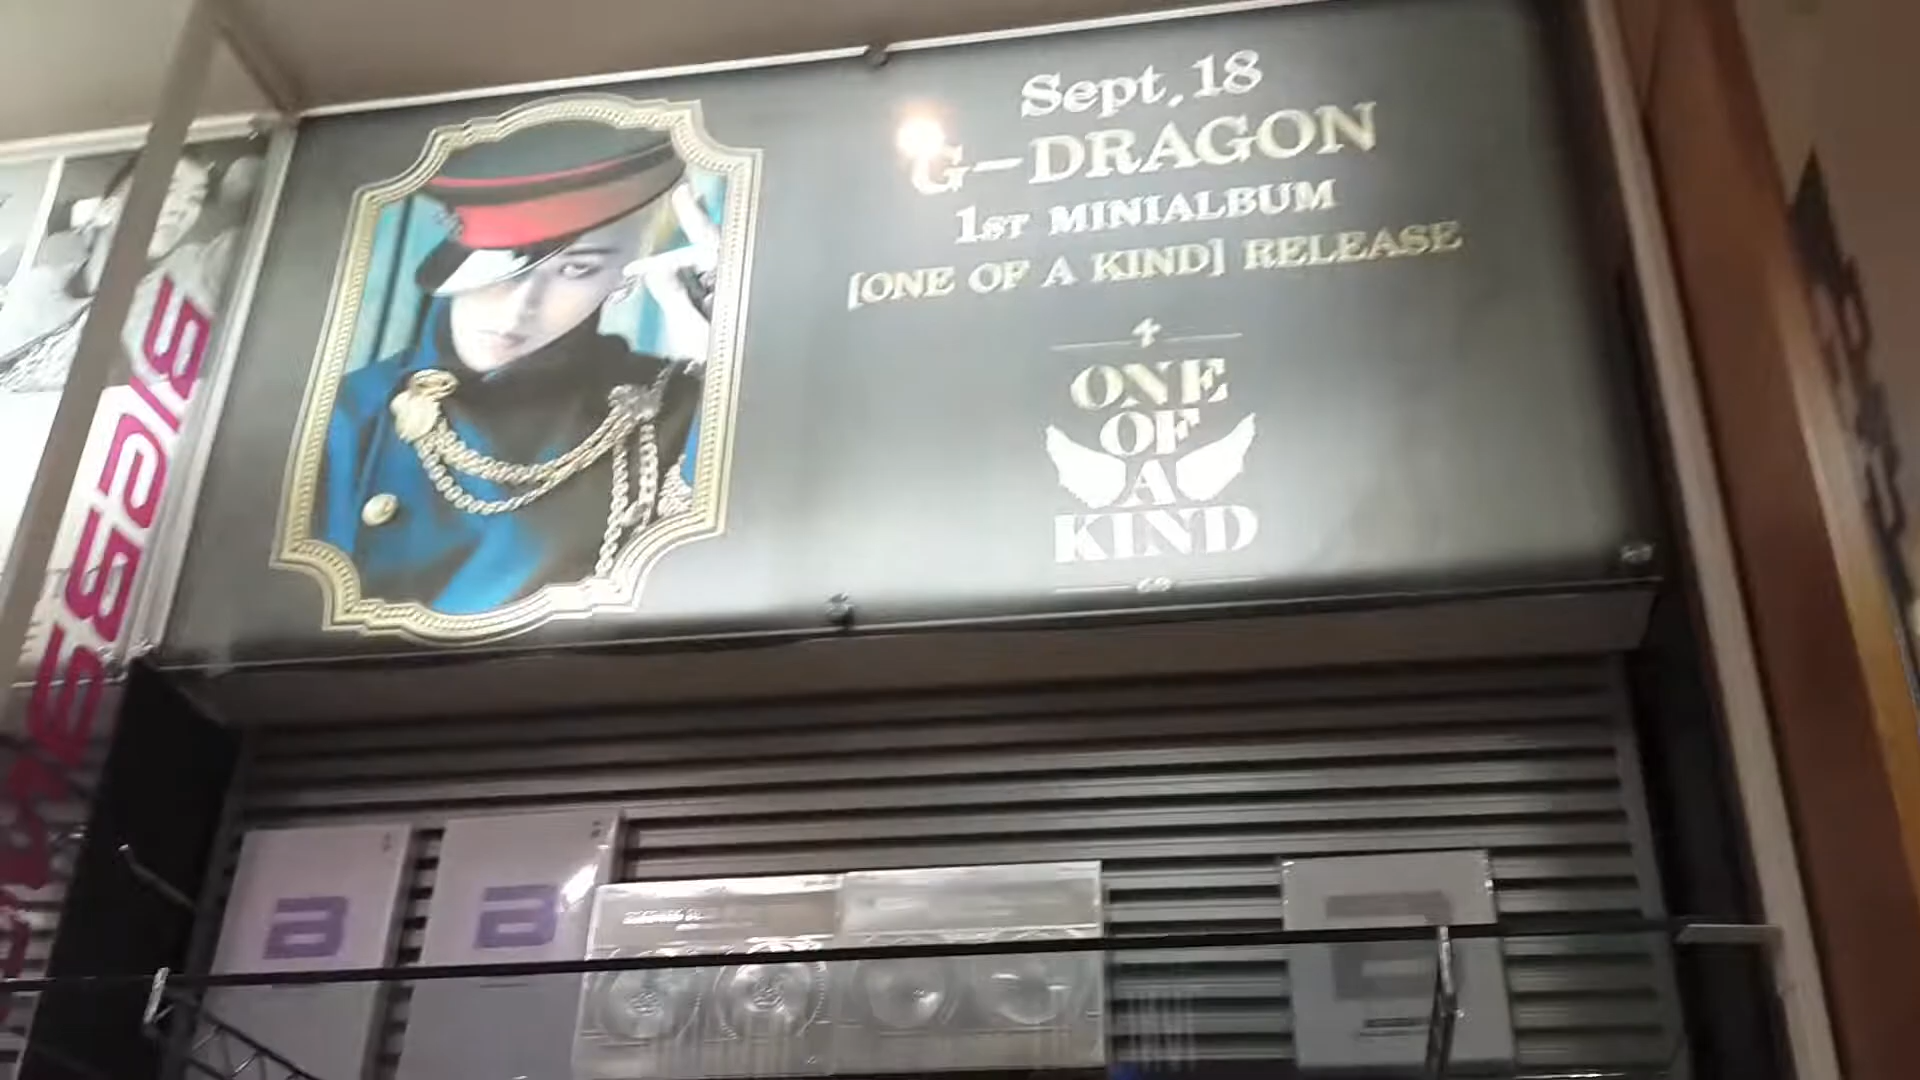 Sept.18
G-DRAGON
1ST MINIALBUM
[ONE OF A KIND] RELEASE
ONE
OF
A
KIND
BIGBANG
B
B